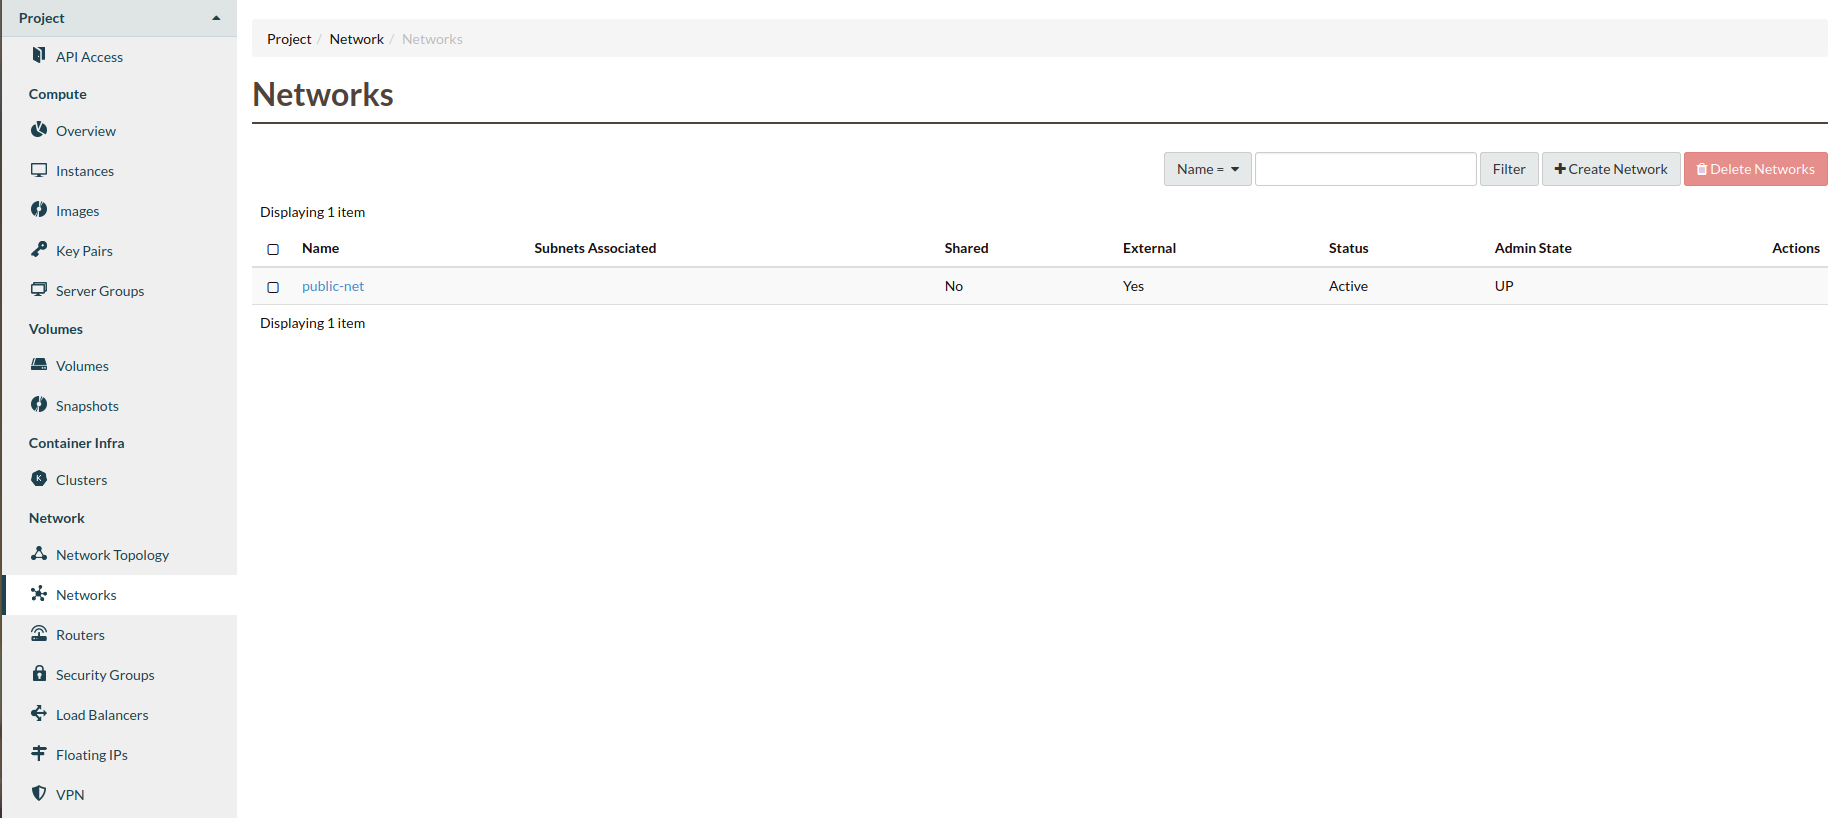 Project
API Access
Compute
Overview
Instances
Images
Key Pairs
Server Groups
Volumes
Volumes
Snapshots
Container Infra
K
Clusters
Network
Network Topology
Networks
Routers
Security Groups
Load Balancers
Floating IPs
VPN
Project / Network / Networks
Networks
Name = Filter Create Network Delete Networks
Displaying 1 item
Name Subnets Associated Shared External Status Admin State Actions
public-net No Yes Active UP
Displaying 1 item